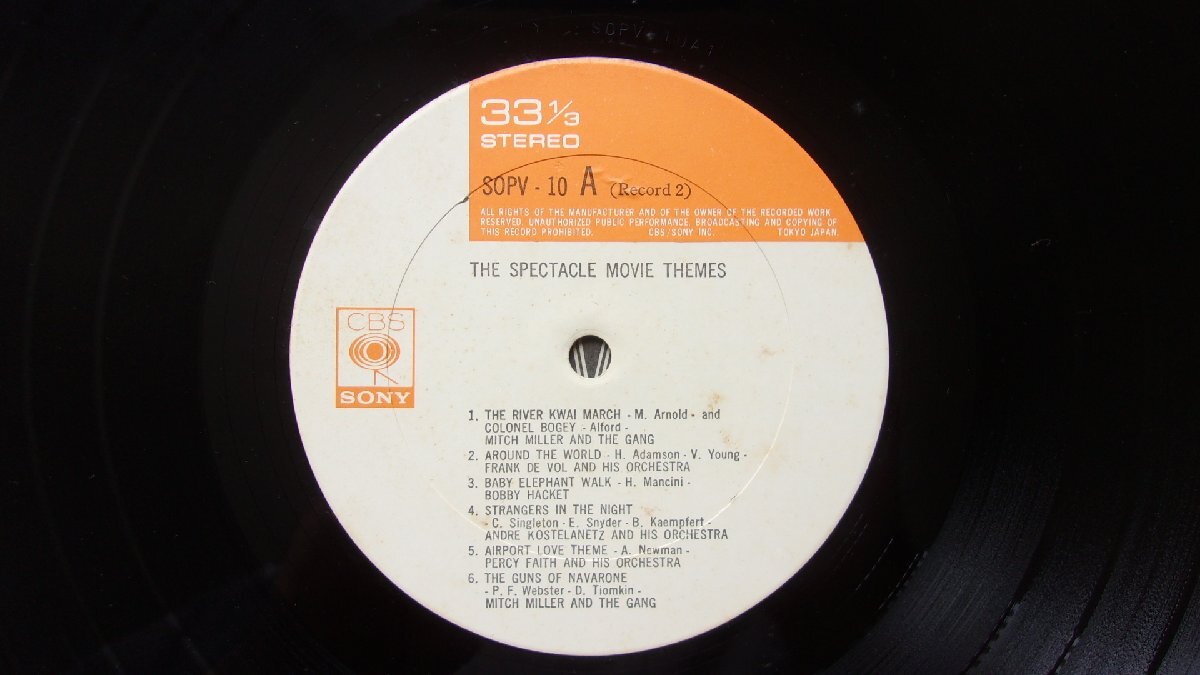 33 1/3
STEREO
SOPV - 10 A (Record 2)
ALL RIGHTS OF THE MANUFACTURER AND OF THE OWNER OF THE RECORDED WORK
RESERVED. UNAUTHORIZED PUBLIC PERFORMANCE. BROADCASTING AND COPYING OF
THIS RECORD PROHIBITED. CBS/SONY INC. TOKYO JAPAN.
THE SPECTACLE MOVIE THEMES
CBS
SONY
1. THE RIVER KWAI MARCH - M. Arnold - and
COLONEL BOGEY - Alford -
MITCH MILLER AND THE GANG
2. AROUND THE WORLD - H. Adamson - V. Young -
FRANK DE VOL AND HIS ORCHESTRA
3. BABY ELEPHANT WALK - H. Mancini -
BOBBY HACKET
4. STRANGERS IN THE NIGHT
- C. Singleton - E. Snyder - B. Kaempfert -
ANDRE KOSTELANETZ AND HIS ORCHESTRA
5. AIRPORT LOVE THEME - A. Newman -
PERCY FAITH AND HIS ORCHESTRA
6. THE GUNS OF NAVARONE
- P. F. Webster - D. Tiomkin -
MITCH MILLER AND THE GANG